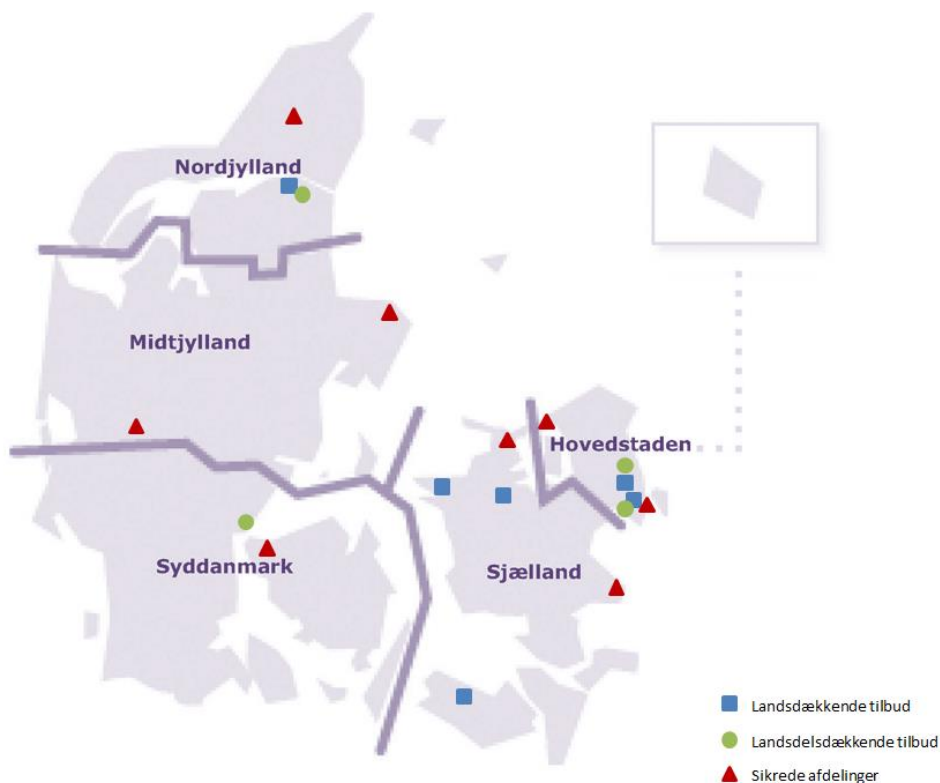 Nordjylland
Midtjylland
Hovedstaden
Syddanmark
Sjælland
Landsdækkende tilbud
Landsdelsdækkende tilbud
Sikrede afdelinger